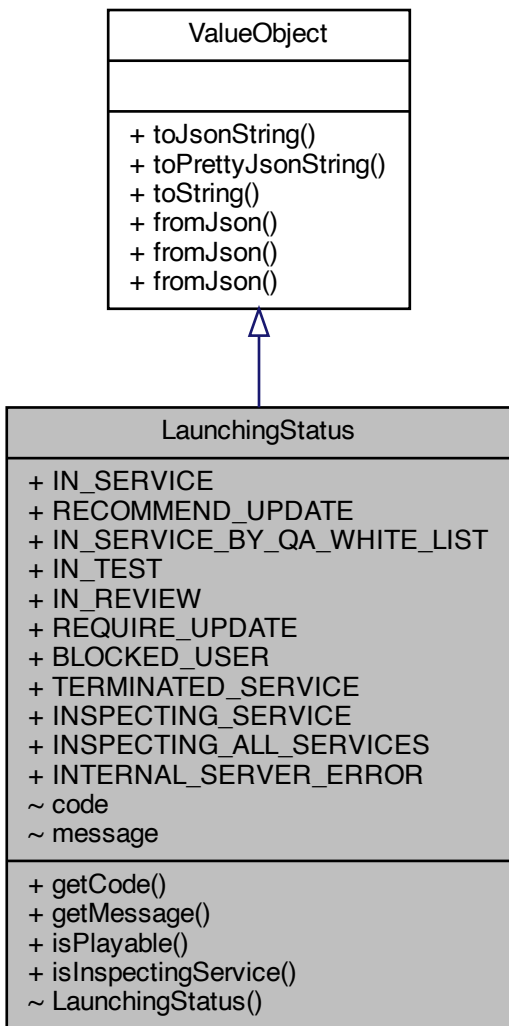 ValueObject
+ toJsonString()
+ toPrettyJsonString()
+ toString()
+ fromJson()
+ fromJson()
+ fromJson()
LaunchingStatus
+ IN_SERVICE
+ RECOMMEND_UPDATE
+ IN_SERVICE_BY_QA_WHITE_LIST
+ IN_TEST
+ IN_REVIEW
+ REQUIRE_UPDATE
+ BLOCKED_USER
+ TERMINATED_SERVICE
+ INSPECTING_SERVICE
+ INSPECTING_ALL_SERVICES
+ INTERNAL_SERVER_ERROR
~ code
~ message
+ getCode()
+ getMessage()
+ isPlayable()
+ isInspectingService()
~ LaunchingStatus()